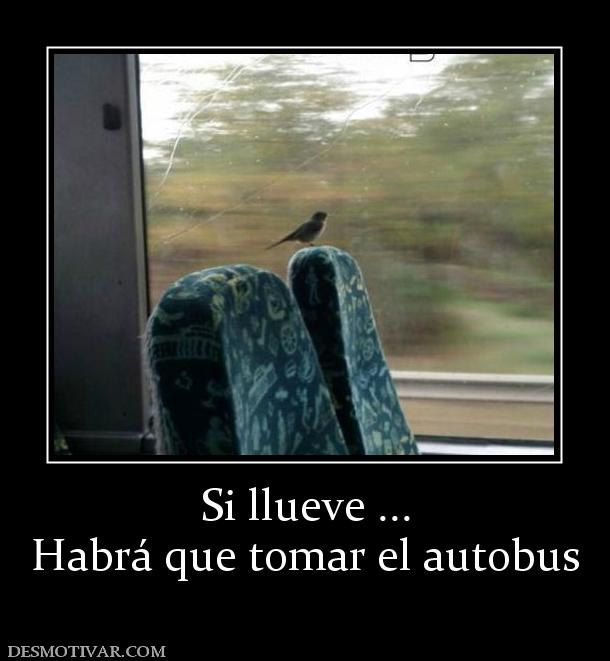 Si llueve ...
Habrá que tomar el autobus
DESMOTIVAR.COM